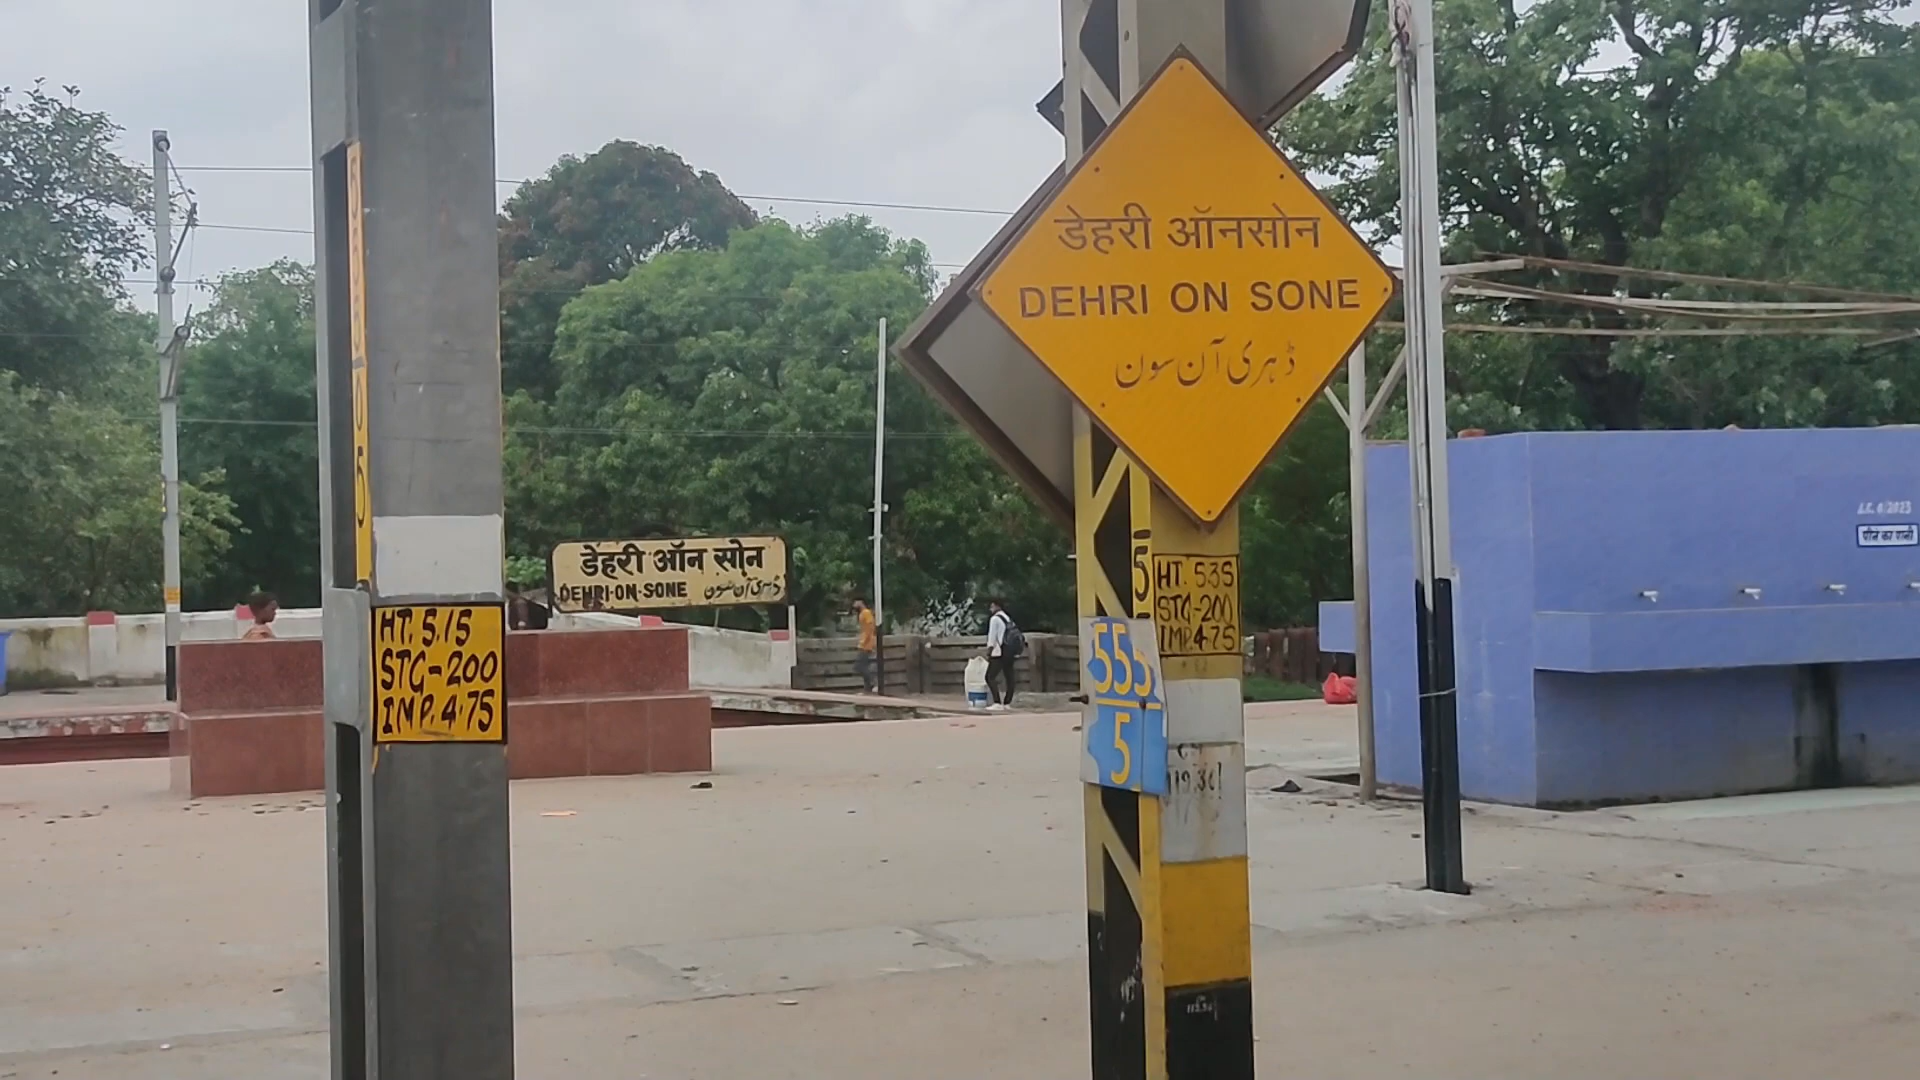 डेहरी ऑनसोन
DEHRI ON SONE
ڈہری آن سون
डेहरी ऑन सोन
DEHRI-ON-SONE ڈہری آن سون
HT. 5.15
STG-200
IMP. 4.75
HT. 5.35
STG-200
IMP. 4.75
555
5
पीने का पानी